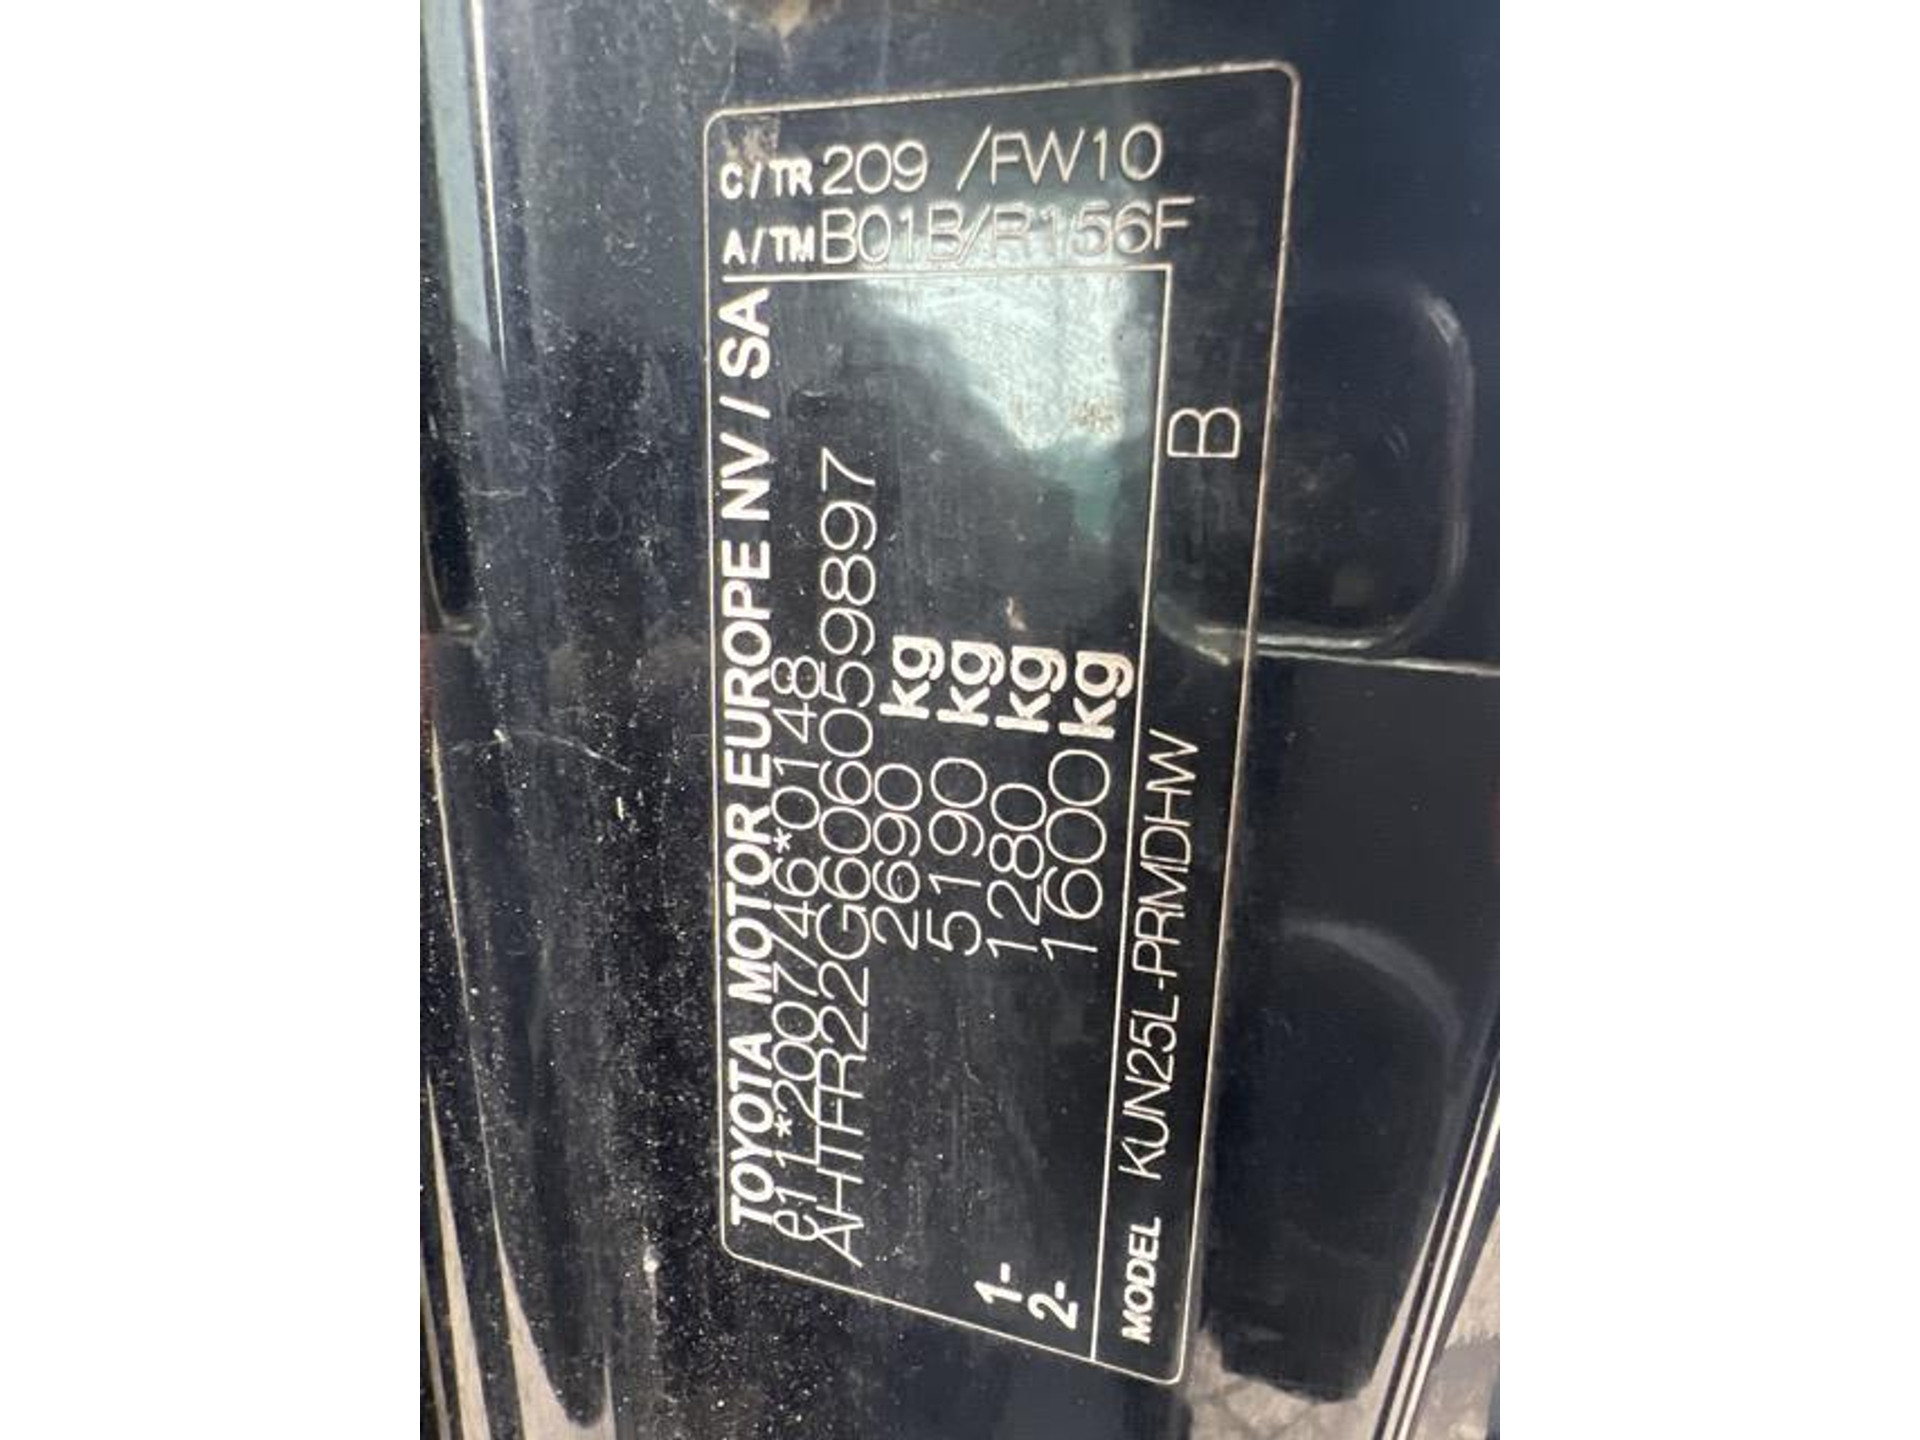 TOYOTA MOTOR EUROPE NV / SA
e11*2007/46*0148
AHTFR22G606059897
2690 kg
5190 kg
1- 1280 kg
2- 1600 kg
MODEL KUN25L-PRMDHW B
C/TR 209 /FW10
A/TM B01B/R156F